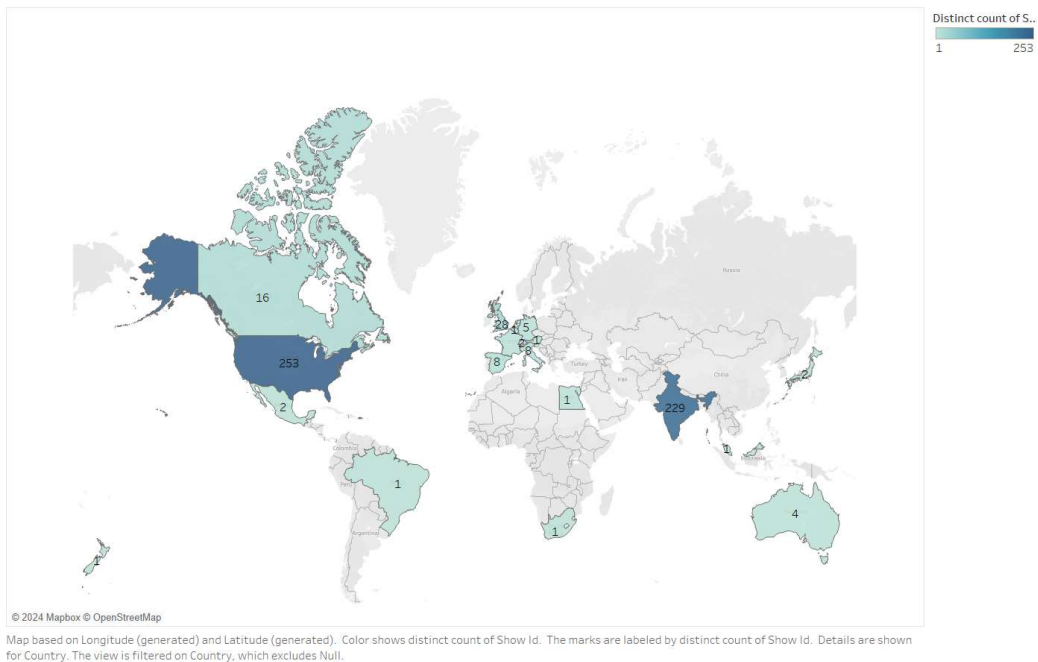 Distinct count of S..
1 253
16
253
2
28
1
5
2
1
8
8
1
229
2
1
1
1
4
1
Russia
China
Turkey
Iran
Algeria
Colombia
Peru
Argentina
Indonesia
© 2024 Mapbox © OpenStreetMap
Map based on Longitude (generated) and Latitude (generated). Color shows distinct count of Show Id. The marks are labeled by distinct count of Show Id. Details are shown
for Country. The view is filtered on Country, which excludes Null.